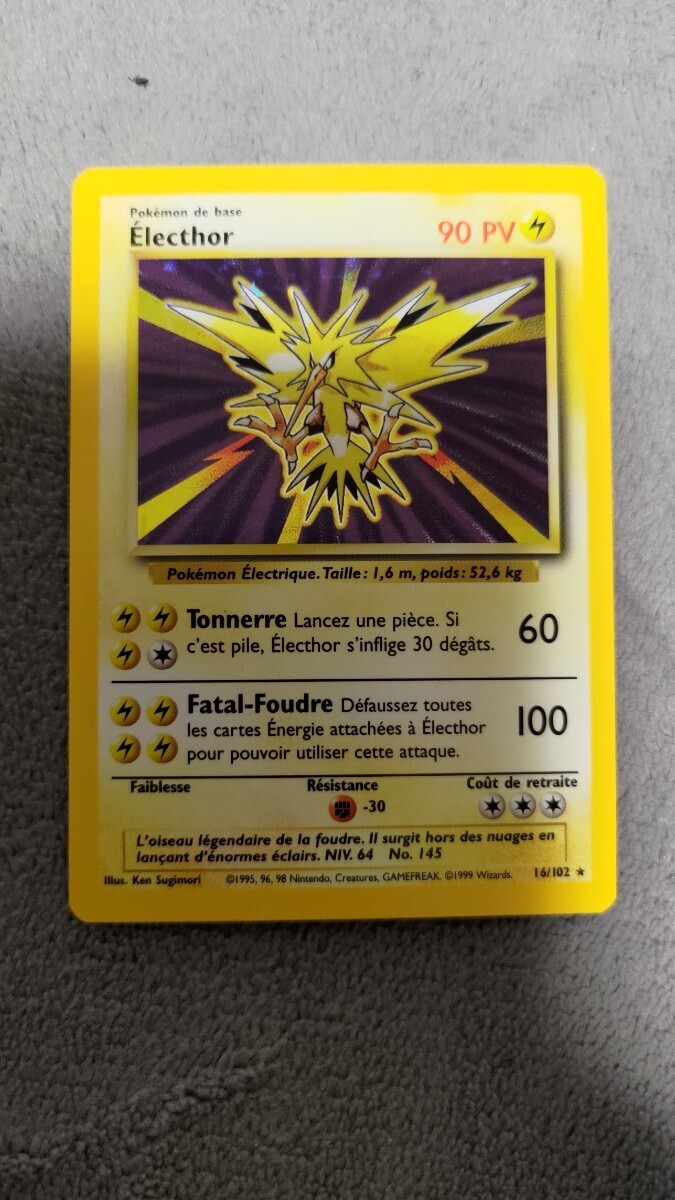 Pokémon de base
Électhor
90 PV
Pokémon Électrique. Taille: 1,6 m, poids: 52,6 kg
Tonnerre Lancez une pièce. Si
c'est pile, Électhor s'inflige 30 dégâts.
60
Fatal-Foudre Défaussez toutes
les cartes Énergie attachées à Électhor
pour pouvoir utiliser cette attaque.
100
Faiblesse
Résistance
Coût de retraite
-30
L'oiseau légendaire de la foudre. Il surgit hors des nuages en
lançant d'énormes éclairs. NIV. 64 No. 145
Illus. Ken Sugimori ©1995, 96, 98 Nintendo, Creatures, GAMEFREAK. ©1999 Wizards. 16/102 ★